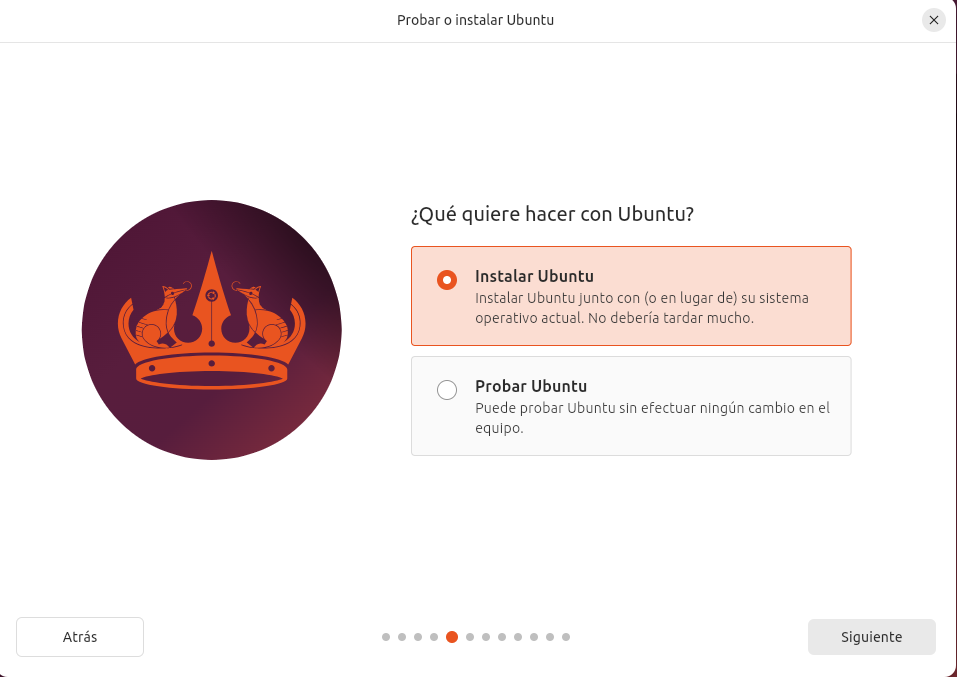 Probar o instalar Ubuntu
¿Qué quiere hacer con Ubuntu?
Instalar Ubuntu
Instalar Ubuntu junto con (o en lugar de) su sistema
operativo actual. No debería tardar mucho.
Probar Ubuntu
Puede probar Ubuntu sin efectuar ningún cambio en el
equipo.
Atrás
Siguiente